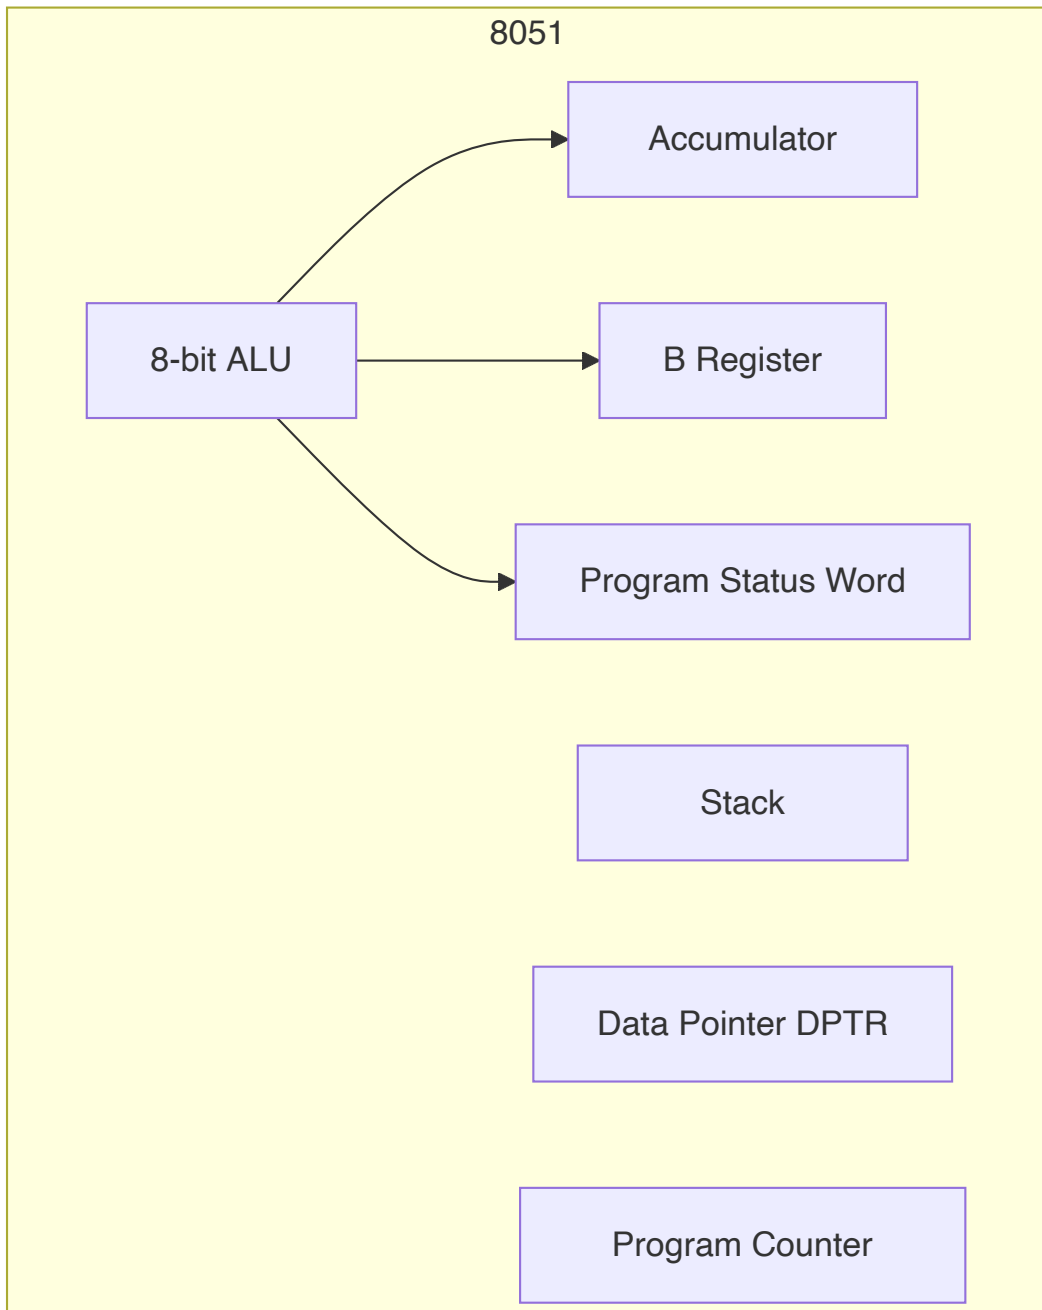 8051
Accumulator
8-bit ALU
B Register
Program Status Word
Stack
Data Pointer DPTR
Program Counter